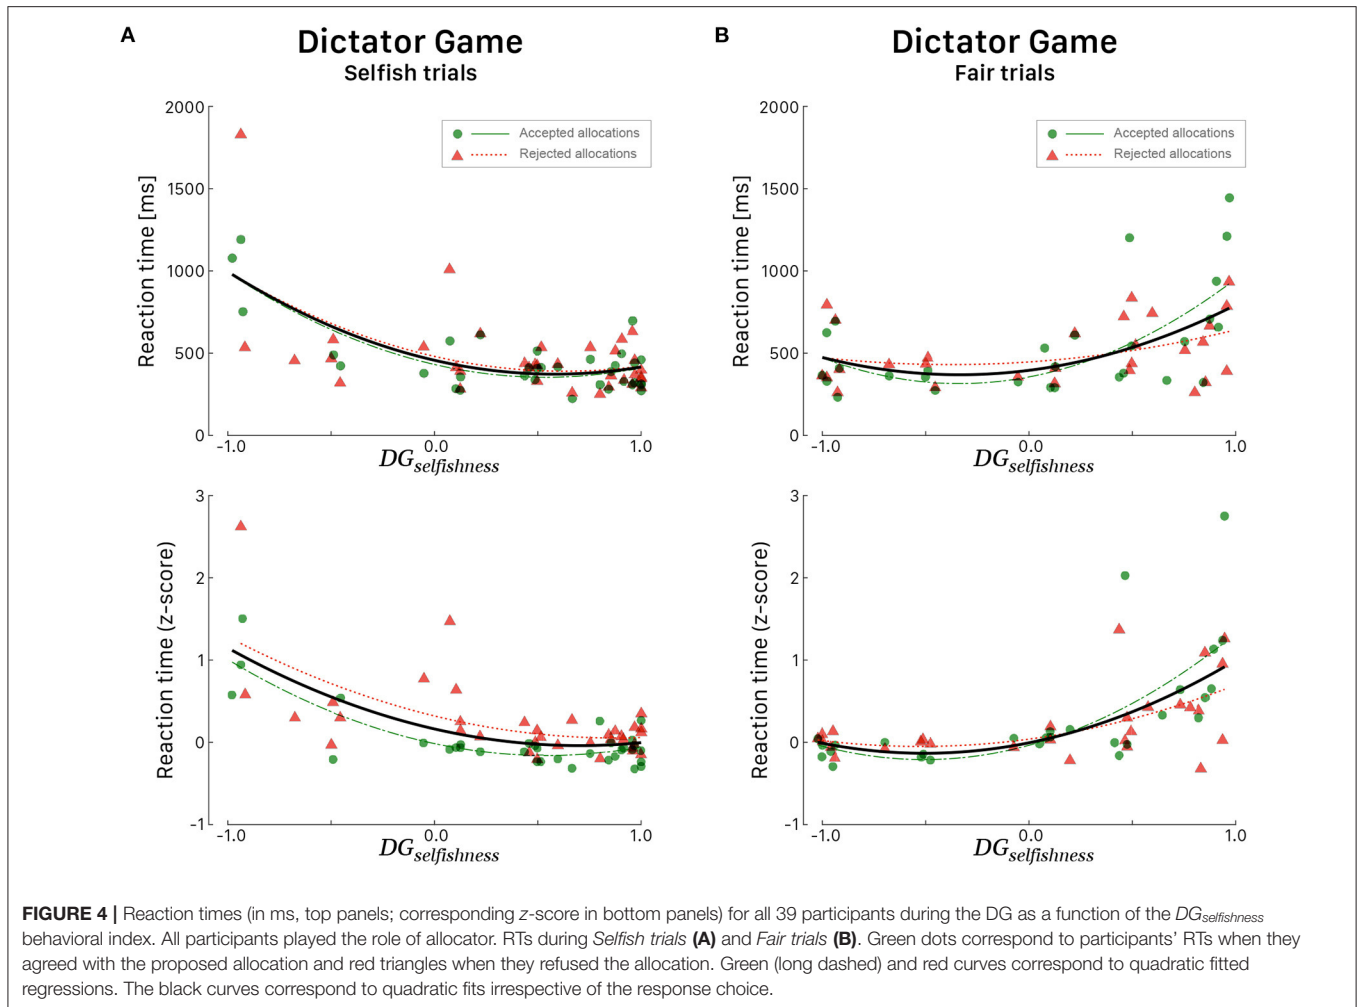 A
Dictator Game
Selfish trials
2000
1500
1000
500
0
Reaction time [ms]
Accepted allocations
Rejected allocations
-1.0
0.0
1.0
DGselfishness
B
Dictator Game
Fair trials
2000
1500
1000
500
0
Reaction time [ms]
Accepted allocations
Rejected allocations
-1.0
0.0
1.0
DGselfishness
3
2
1
0
-1
Reaction time (z-score)
-1.0
0.0
1.0
DGselfishness
3
2
1
0
-1
Reaction time (z-score)
-1.0
0.0
1.0
DGselfishness
FIGURE 4 | Reaction times (in ms, top panels; corresponding z-score in bottom panels) for all 39 participants during the DG as a function of the DGselfishness
behavioral index. All participants played the role of allocator. RTs during Selfish trials (A) and Fair trials (B). Green dots correspond to participants' RTs when they
agreed with the proposed allocation and red triangles when they refused the allocation. Green (long dashed) and red curves correspond to quadratic fitted
regressions. The black curves correspond to quadratic fits irrespective of the response choice.